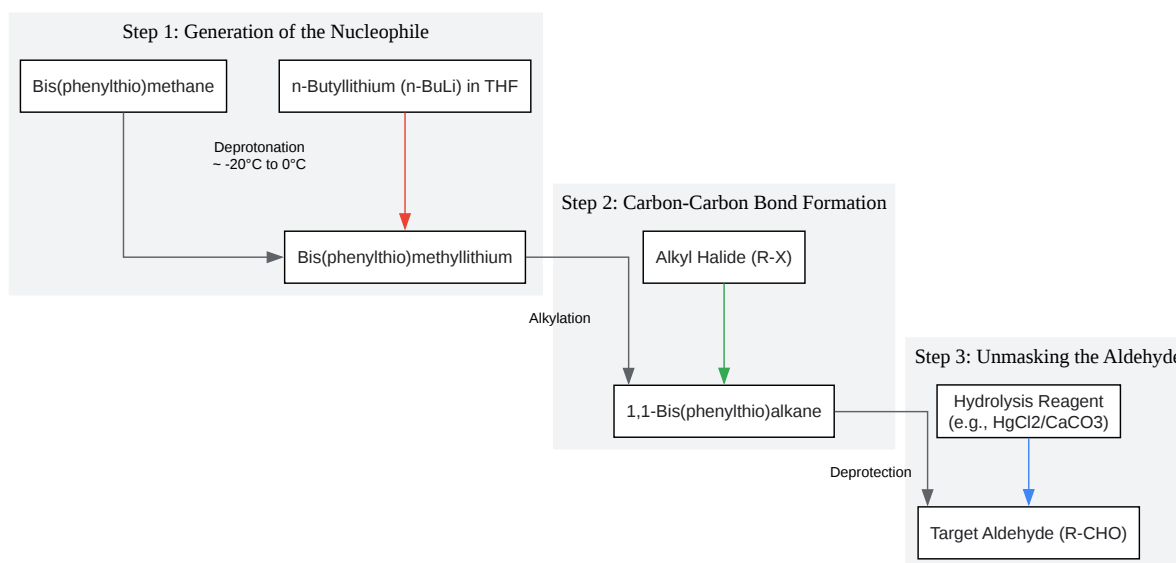 Step 1: Generation of the Nucleophile
Bis(phenylthio)methane
n-Butyllithium (n-BuLi) in THF
Deprotonation
~ -20°C to 0°C
Bis(phenylthio)methyllithium
Step 2: Carbon-Carbon Bond Formation
Alkyl Halide (R-X)
Alkylation
1,1-Bis(phenylthio)alkane
Step 3: Unmasking the Aldehyde
Hydrolysis Reagent
(e.g., HgCl2/CaCO3)
Deprotection
Target Aldehyde (R-CHO)